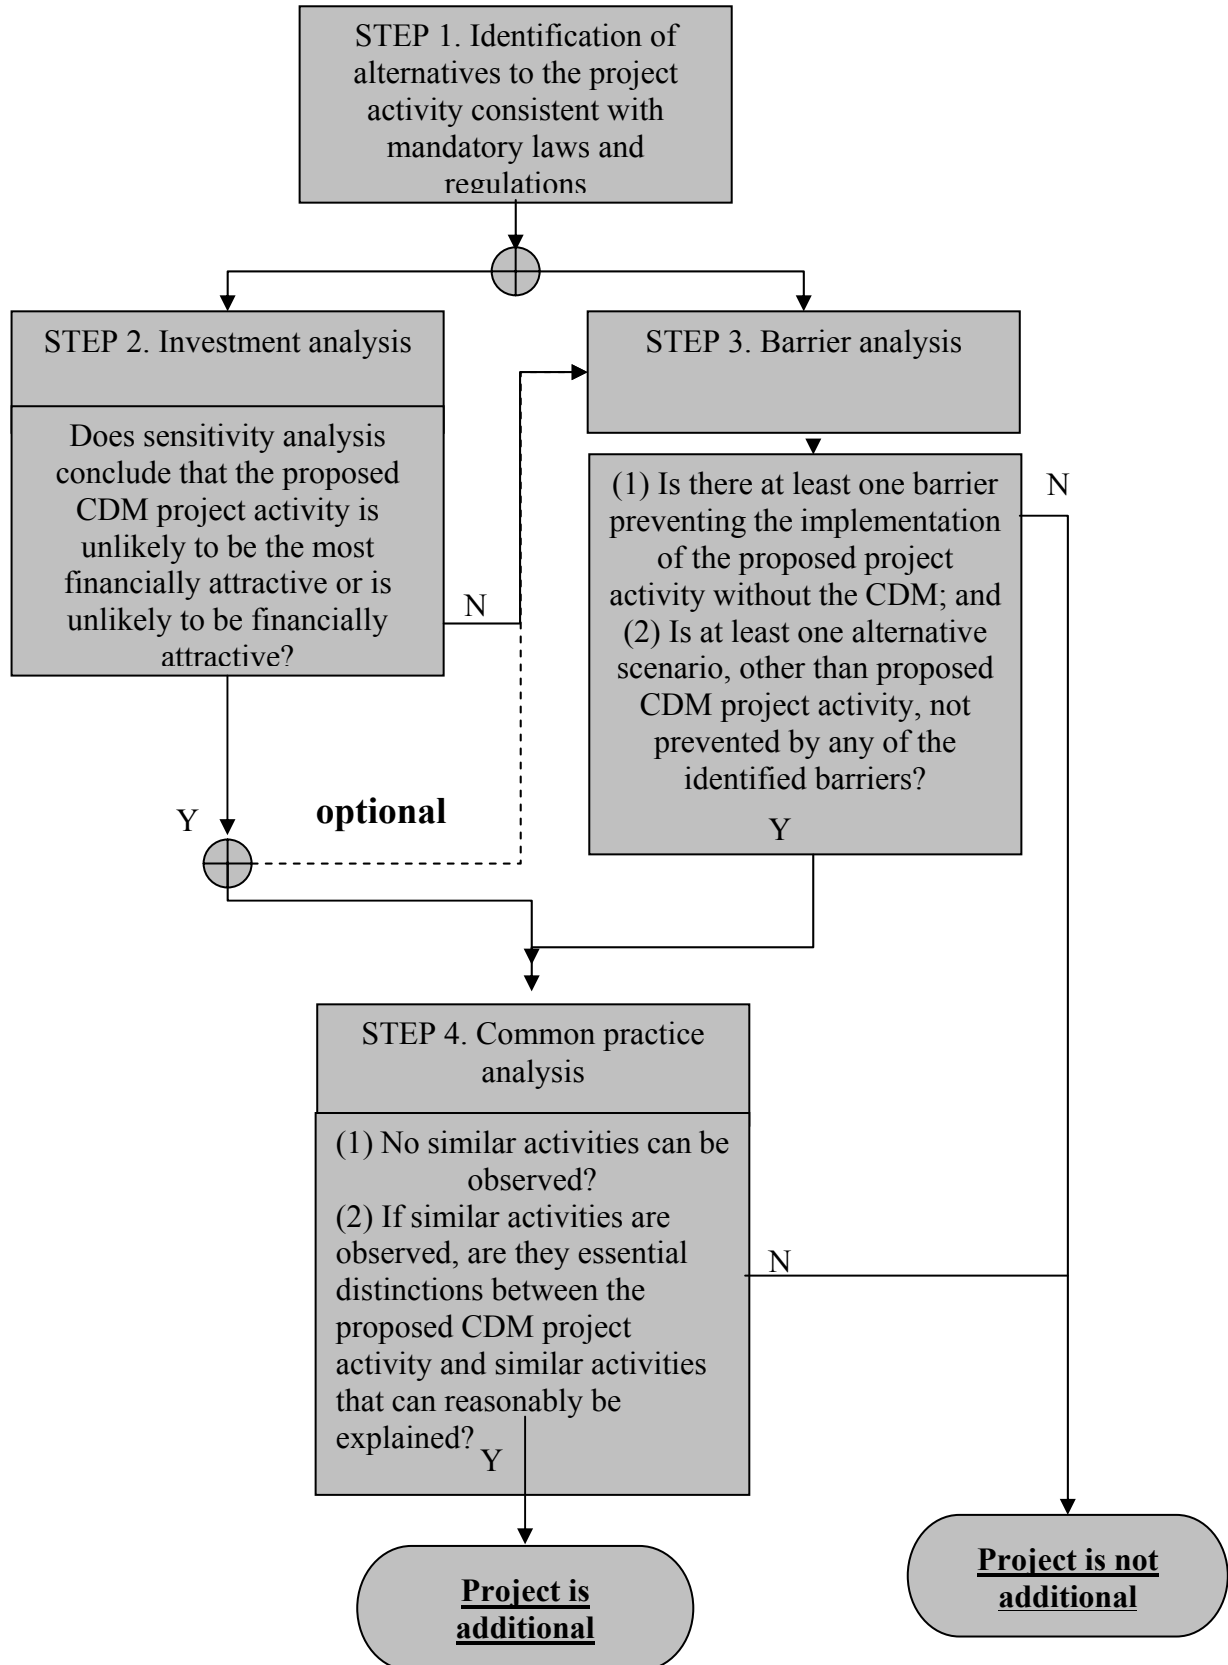 STEP 1. Identification of
alternatives to the project
activity consistent with
mandatory laws and
regulations
STEP 2. Investment analysis
Does sensitivity analysis
conclude that the proposed
CDM project activity is
unlikely to be the most
financially attractive or is
unlikely to be financially
attractive?
N
Y
optional
STEP 3. Barrier analysis
(1) Is there at least one barrier
preventing the implementation
of the proposed project
activity without the CDM; and
(2) Is at least one alternative
scenario, other than proposed
CDM project activity, not
prevented by any of the
identified barriers?
N
Y
STEP 4. Common practice
analysis
(1) No similar activities can be
observed?
(2) If similar activities are
observed, are they essential
distinctions between the
proposed CDM project
activity and similar activities
that can reasonably be
explained?
N
Y
Project is
additional
Project is not
additional